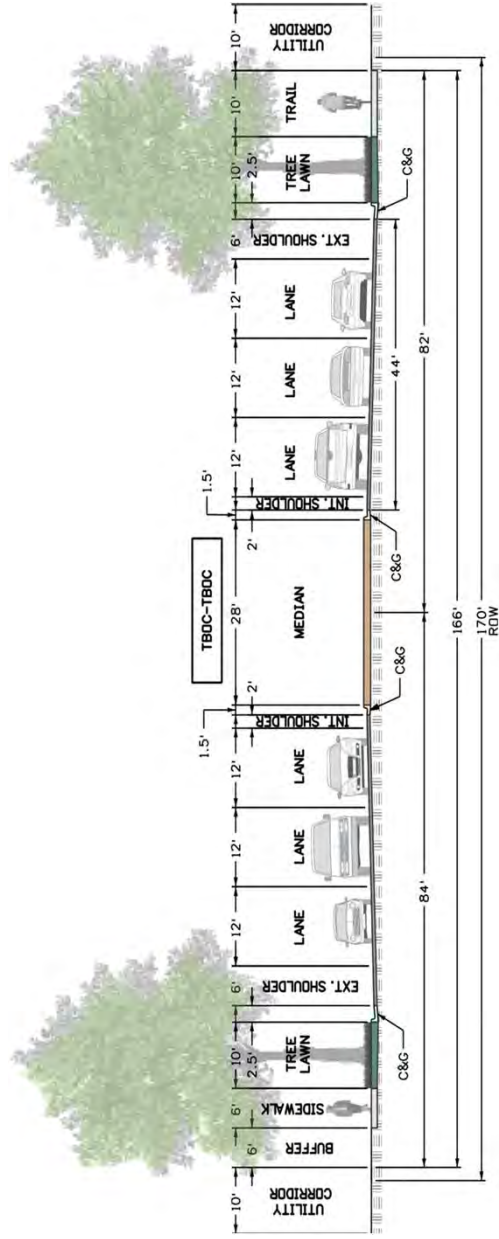 TBOC-TBOC
1.5'
1.5'
10'
6'
6'
10'
2.5'
6'
12'
12'
12'
2'
28'
2'
12'
12'
12'
6'
2.5'
10'
10'
10'
UTILITY
CORRIDOR
BUFFER
SIDEWALK
TREE
LAWN
EXT. SHOULDER
LANE
LANE
LANE
INT. SHOULDER
MEDIAN
INT. SHOULDER
LANE
LANE
LANE
EXT. SHOULDER
TREE
LAWN
TRAIL
UTILITY
CORRIDOR
C&G
C&G
C&G
C&G
44'
84'
82'
166'
170'
ROW